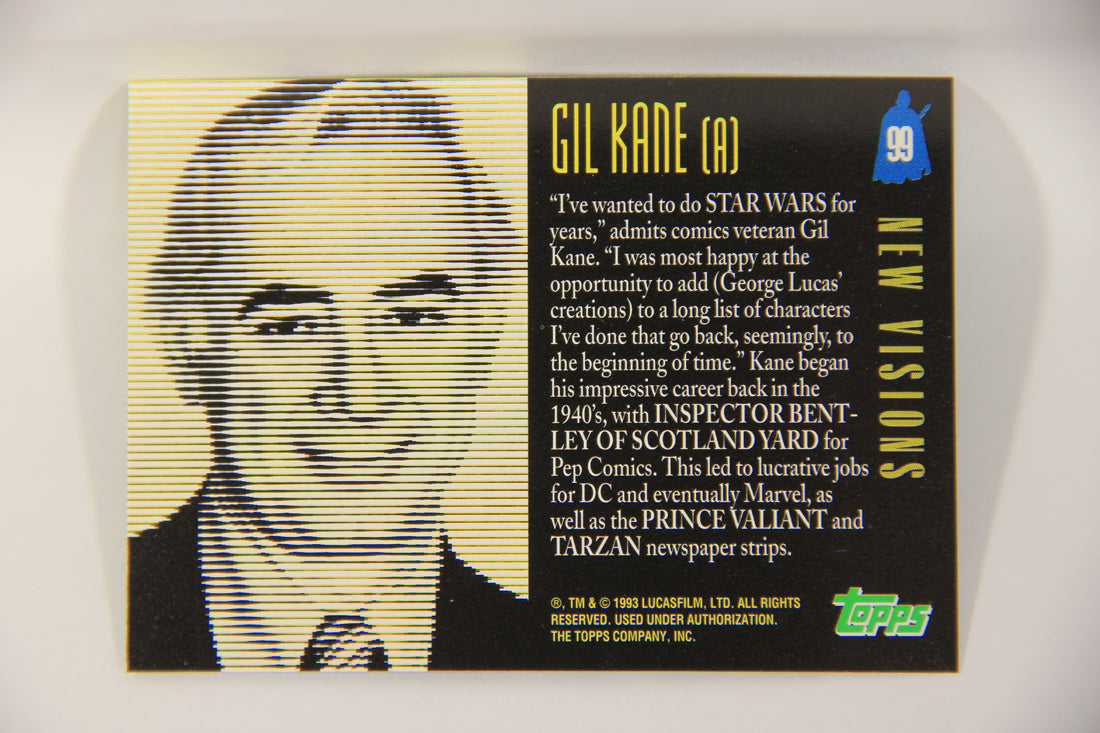 GIL KANE (A)
99
NEW VISIONS
“I’ve wanted to do STAR WARS for
years,” admits comics veteran Gil
Kane. “I was most happy at the
opportunity to add (George Lucas’
creations) to a long list of characters
I’ve done that go back, seemingly, to
the beginning of time.” Kane began
his impressive career back in the
1940’s, with INSPECTOR BENT-
LEY OF SCOTLAND YARD for
Pep Comics. This led to lucrative jobs
for DC and eventually Marvel, as
well as the PRINCE VALIANT and
TARZAN newspaper strips.
®, TM & © 1993 LUCASFILM, LTD. ALL RIGHTS
RESERVED. USED UNDER AUTHORIZATION.
THE TOPPS COMPANY, INC.
topps